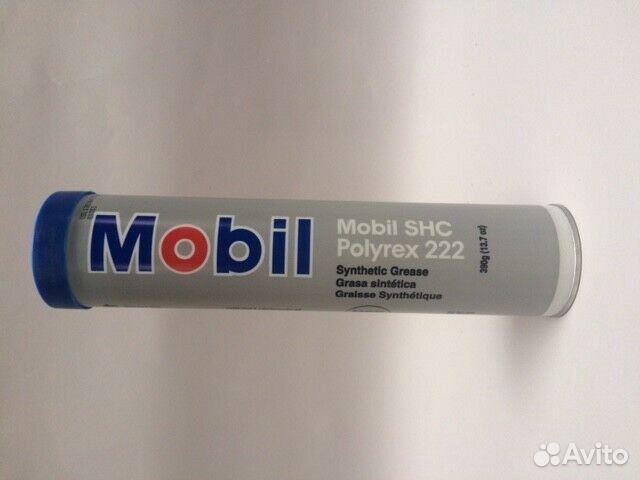 Mobil
Mobil SHC
Polyrex 222
Synthetic Grease
Grasa sintética
Graisse Synthétique
390g (13.7 oz)
Avito